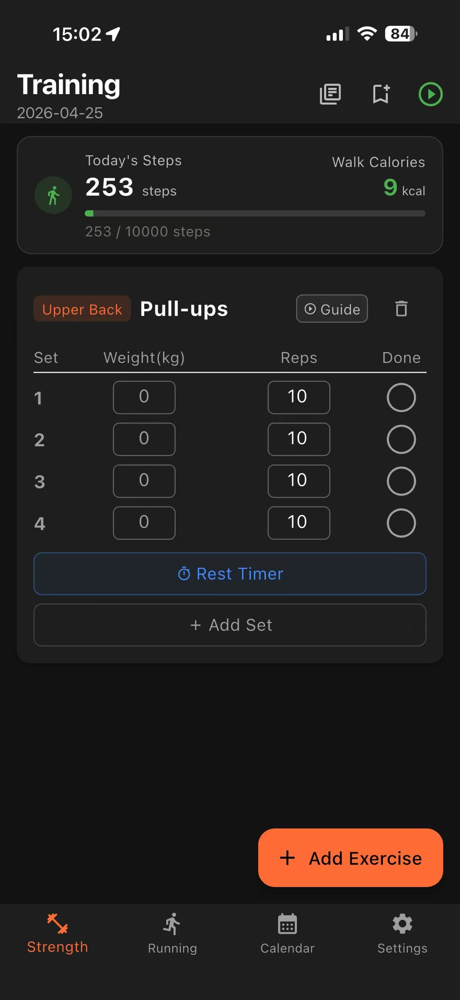 15:02
84
Training
2026-04-25
Today's Steps
Walk Calories
253 steps
9 kcal
253 / 10000 steps
Upper Back
Pull-ups
Guide
Set Weight(kg) Reps Done
1 0 10
2 0 10
3 0 10
4 0 10
Rest Timer
+ Add Set
+ Add Exercise
Strength
Running
Calendar
Settings